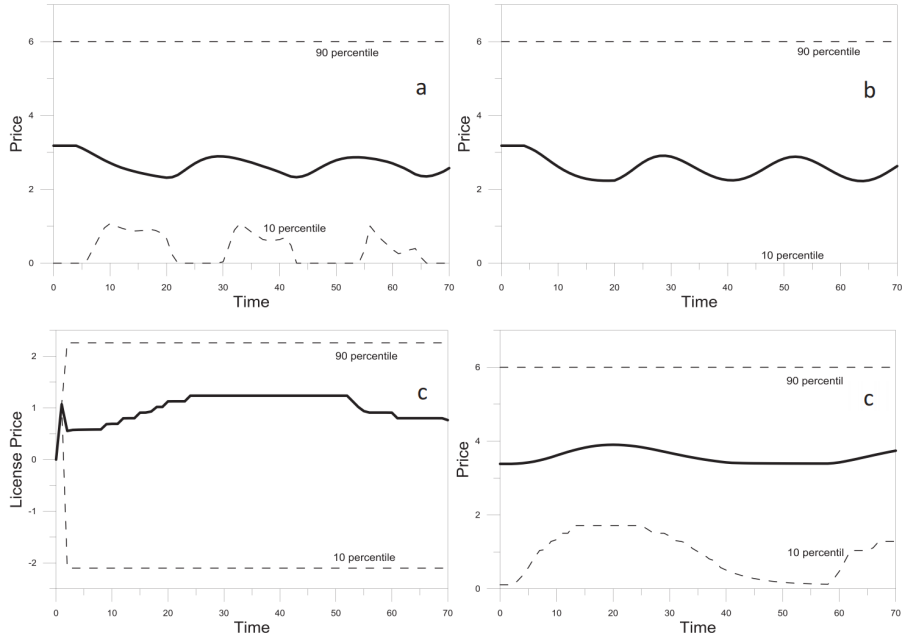 6
90 percentile
a
4
Price
2
10 percentile
0
0 10 20 30 40 50 60 70
Time
6
90 percentile
b
4
Price
2
10 percentile
0
0 10 20 30 40 50 60 70
Time
2
90 percentile
c
1
License Price
0
-1
10 percentile
-2
0 10 20 30 40 50 60 70
Time
6
90 percentil
c
4
Price
2
10 percentil
0
0 10 20 30 40 50 60 70
Time